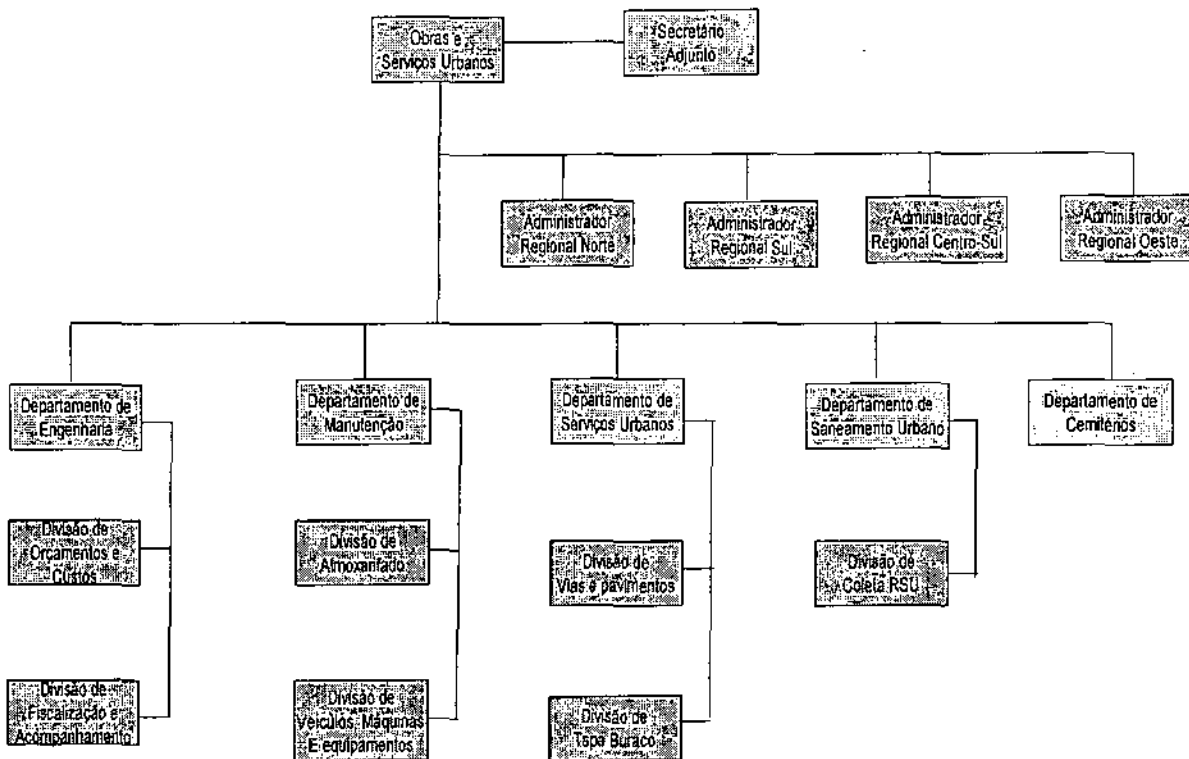 Obras e
Serviços Urbanos
Secretário
Adjunto
Administrador
Regional Norte
Administrador
Regional Sul
Administrador
Regional Centro-Sul
Administrador
Regional Oeste
Departamento de
Engenharia
Departamento de
Manutenção
Departamento de
Serviços Urbanos
Departamento de
Saneamento Urbano
Departamento de
Cemitérios
Divisão de
Orçamentos e
Custos
Divisão de
Almoxarifado
Divisão de
Vias e pavimentos
Divisão de
Coleta RSU
Divisão de
Fiscalização e
Acompanhamento
Divisão de
Veículos, Máquinas
E equipamentos
Divisão de
Tapa Buraco